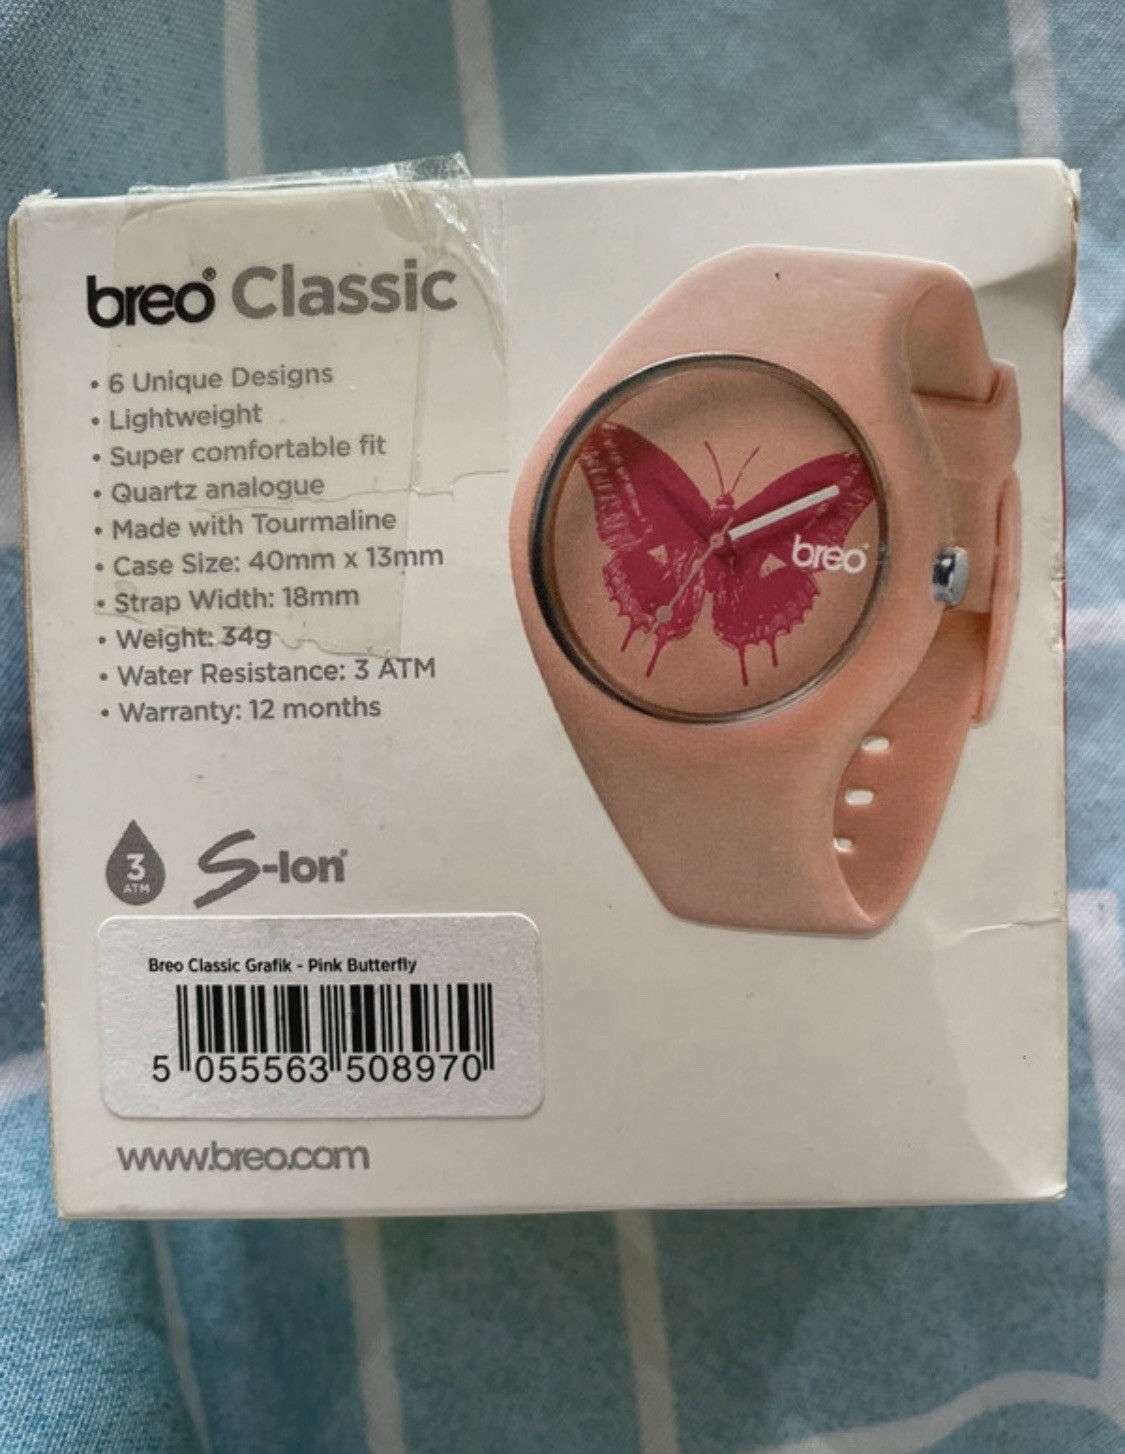 breo® Classic
• 6 Unique Designs
• Lightweight
• Super comfortable fit
• Quartz analogue
• Made with Tourmaline
• Case Size: 40mm x 13mm
• Strap Width: 18mm
• Weight: 34g
• Water Resistance: 3 ATM
• Warranty: 12 months
breo®
3
ATM
S-Ion®
Breo Classic Grafik - Pink Butterfly
5 055563 508970
www.breo.com